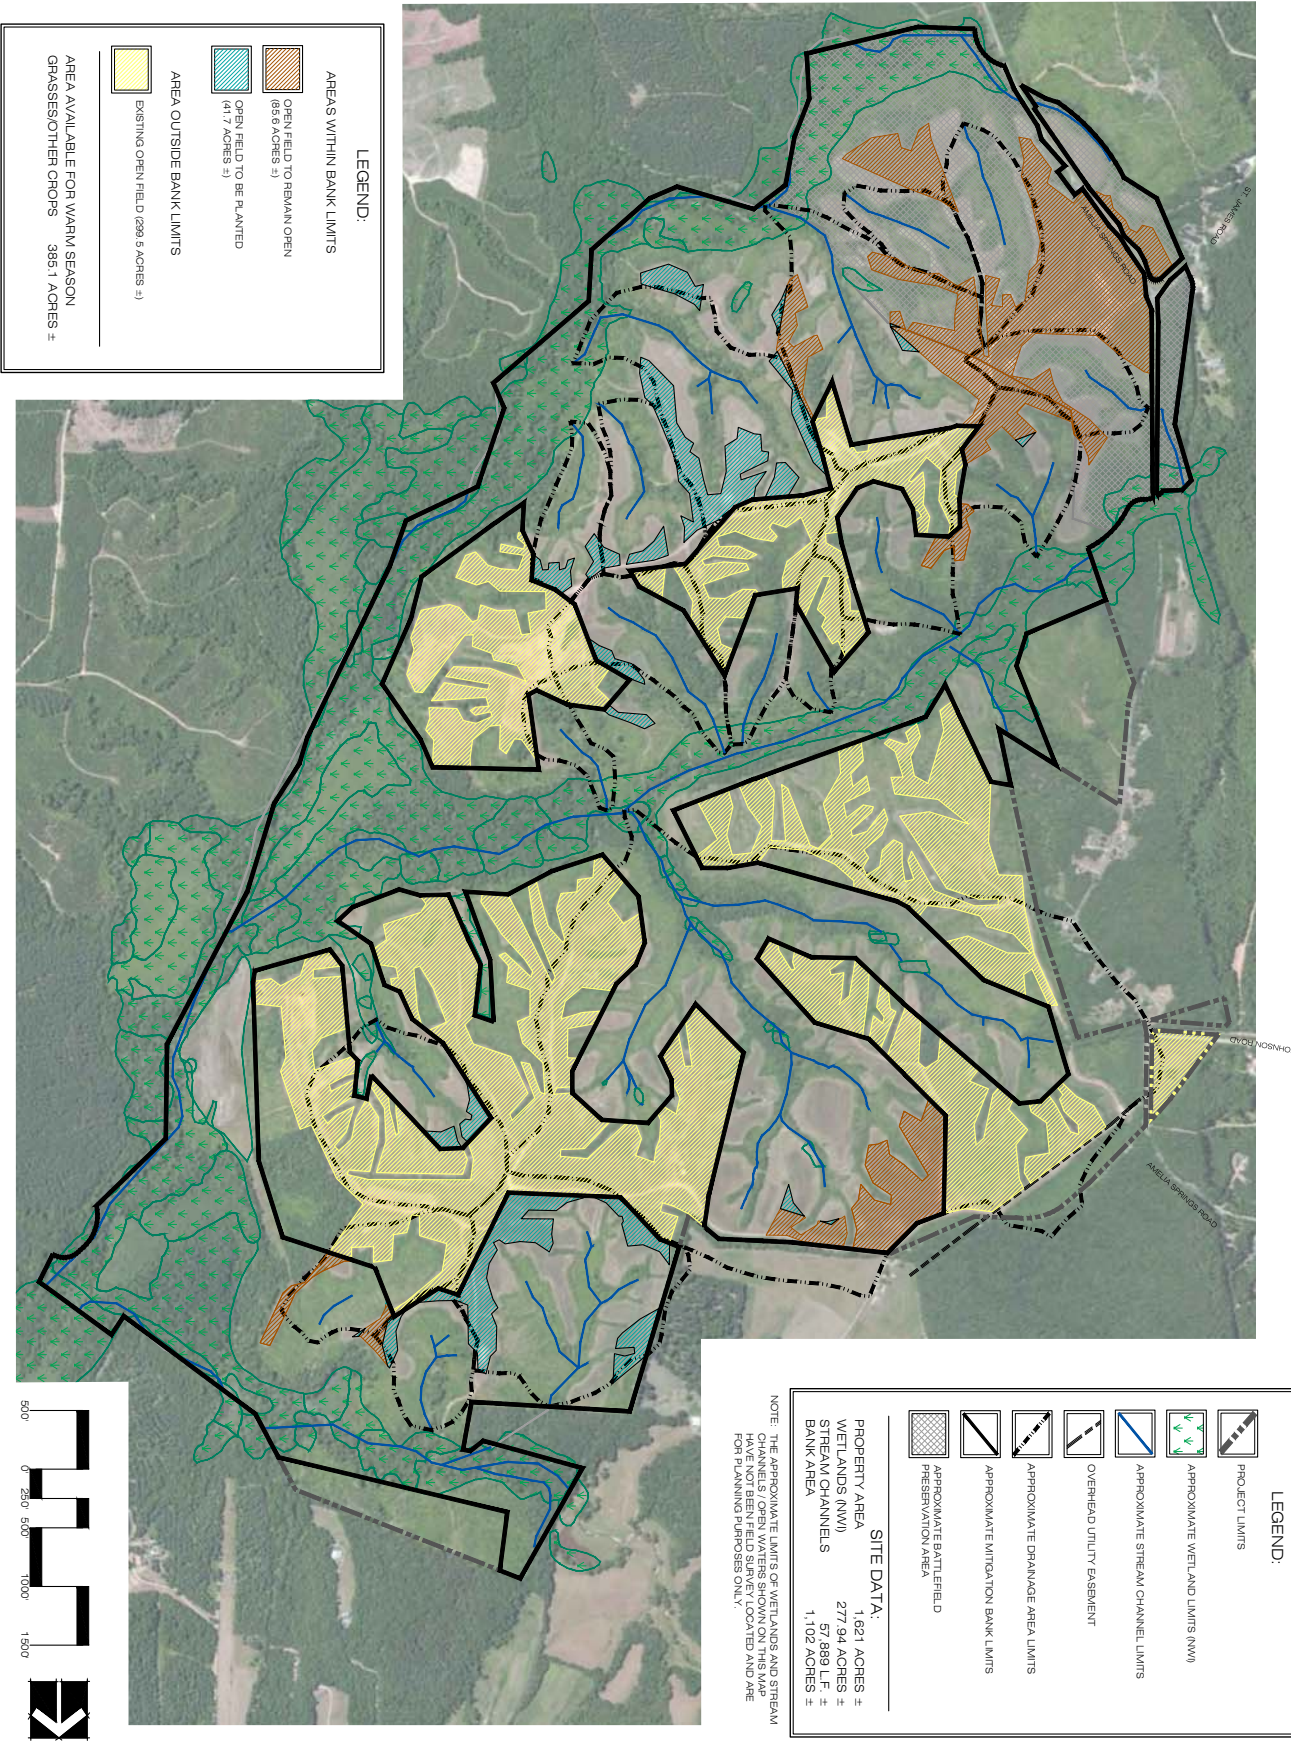 LEGEND:
AREAS WITHIN BANK LIMITS
OPEN FIELD TO REMAIN OPEN
(85.6 ACRES ±)
OPEN FIELD TO BE PLANTED
(41.7 ACRES ±)
AREA OUTSIDE BANK LIMITS
EXISTING OPEN FIELD (299.5 ACRES ±)
AREA AVAILABLE FOR WARM SEASON
GRASSES/OTHER CROPS 385.1 ACRES ±
ST. JAMES ROAD
AMELIA SPRINGS ROAD
OHNSON ROAD
AMELIA SPRINGS ROAD
LEGEND:
PROJECT LIMITS
APPROXIMATE WETLAND LIMITS (NWI)
APPROXIMATE STREAM CHANNEL LIMITS
OVERHEAD UTILITY EASEMENT
APPROXIMATE DRAINAGE AREA LIMITS
APPROXIMATE MITIGATION BANK LIMITS
APPROXIMATE BATTLEFIELD
PRESERVATION AREA
SITE DATA:
PROPERTY AREA 1,621 ACRES ±
WETLANDS (NWI) 277.94 ACRES ±
STREAM CHANNELS 57,889 L.F. ±
BANK AREA 1,102 ACRES ±
NOTE: THE APPROXIMATE LIMITS OF WETLANDS AND STREAM
CHANNELS / OPEN WATERS SHOWN ON THIS MAP
HAVE NOT BEEN FIELD SURVEY LOCATED AND ARE
FOR PLANNING PURPOSES ONLY.
500' 0' 250' 500' 1000' 1500'